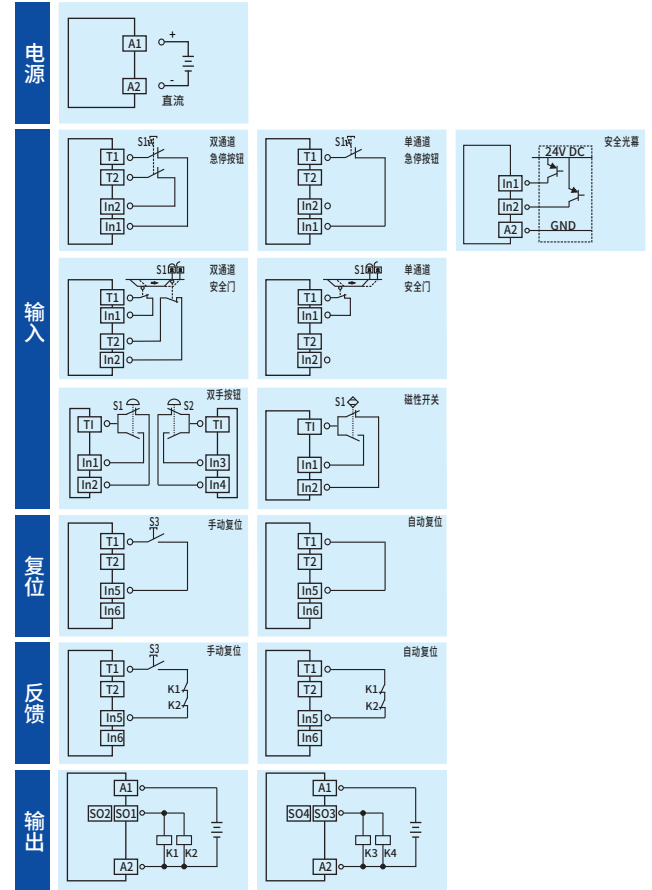 电源
A1
+
A2
-
直流
输入
S1
双通道
急停按钮
T1
T2
In2
In1
S1
单通道
急停按钮
T1
T2
In2
In1
安全光幕
24V DC
In1
In2
A2
GND
S1
双通道
安全门
T1
In1
T2
In2
S1
单通道
安全门
T1
In1
T2
In2
双手按钮
S1
S2
TI
TI
In1
In3
In2
In4
磁性开关
S1
TI
In1
In2
复位
S3
手动复位
T1
T2
In5
In6
自动复位
T1
T2
In5
In6
反馈
S3
手动复位
T1
T2
K1
K2
In5
In6
自动复位
T1
T2
K1
K2
In5
In6
输出
A1
SO2
SO1
K1
K2
A2
A1
SO4
SO3
K3
K4
A2